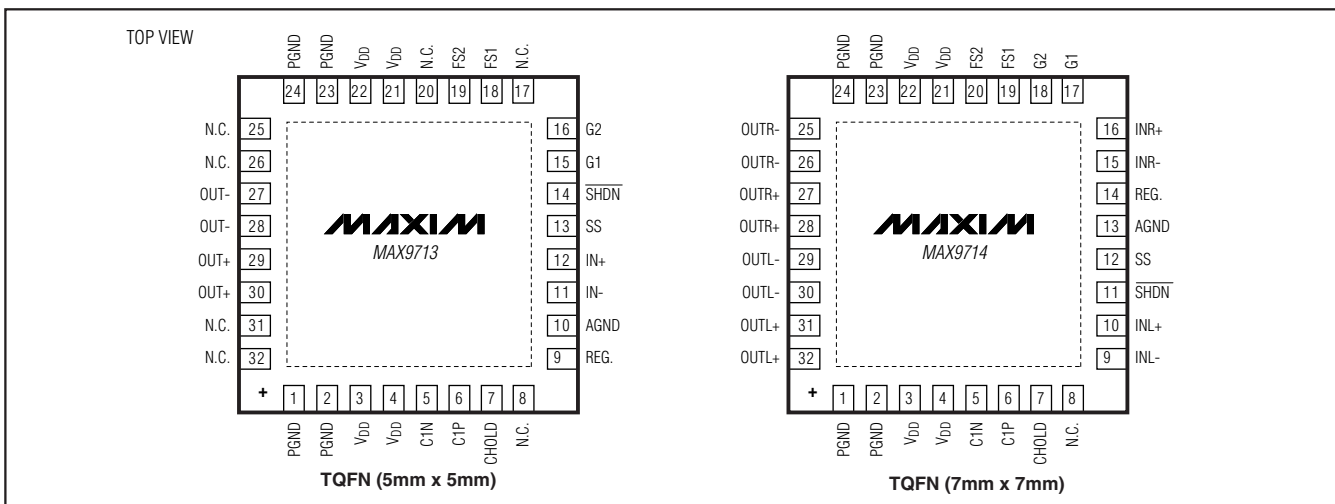 TOP VIEW
PGND PGND VDD VDD N.C. FS2 FS1 N.C.
24 23 22 21 20 19 18 17
N.C. 25 16 G2
N.C. 26 15 G1
OUT- 27 14 SHDN
OUT- 28 13 SS
OUT+ 29 12 IN+
OUT+ 30 11 IN-
N.C. 31 10 AGND
N.C. 32 9 REG.
MAXIM
MAX9713
+ 1 2 3 4 5 6 7 8
PGND PGND VDD VDD C1N C1P CHOLD N.C.
TQFN (5mm x 5mm)
PGND PGND VDD VDD FS2 FS1 G2 G1
24 23 22 21 20 19 18 17
OUTR- 25 16 INR+
OUTR- 26 15 INR-
OUTR+ 27 14 REG.
OUTR+ 28 13 AGND
OUTL- 29 12 SS
OUTL- 30 11 SHDN
OUTL+ 31 10 INL+
OUTL+ 32 9 INL-
MAXIM
MAX9714
+ 1 2 3 4 5 6 7 8
PGND PGND VDD VDD C1N C1P CHOLD N.C.
TQFN (7mm x 7mm)